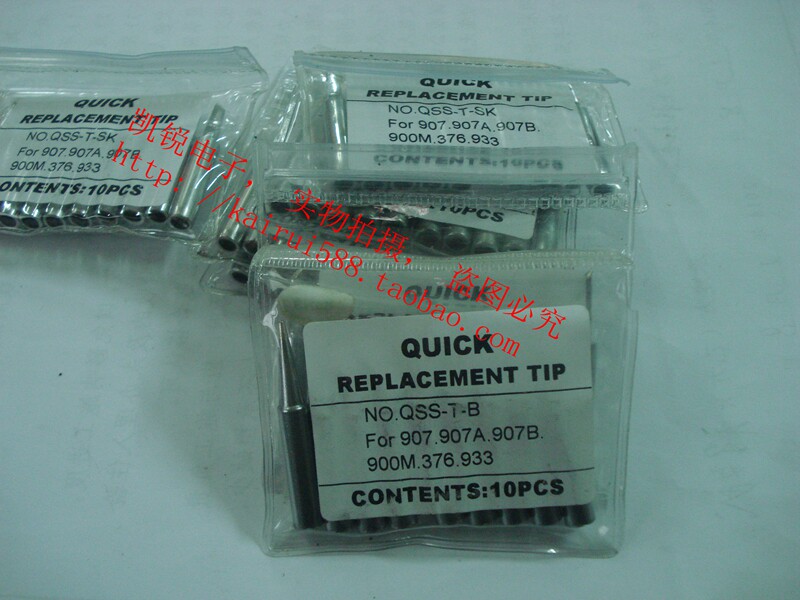 QUICK
REPLACEMENT TIP
NO.QSS-T-SK
For 907.907A.907B.
900M.376.933
CONTENTS:10PCS
QUICK
REPLACEMENT TIP
NO.QSS-T-SK
For 907.907A.907B.
900M.376.933
CONTENTS:10PCS
:10PCS
QUICK
QUICK
REPLACEMENT TIP
NO.QSS-T-B
For 907.907A.907B.
900M.376.933
CONTENTS:10PCS
凯锐电子,实物拍摄,盗图必究
http://kairui588.taobao.com